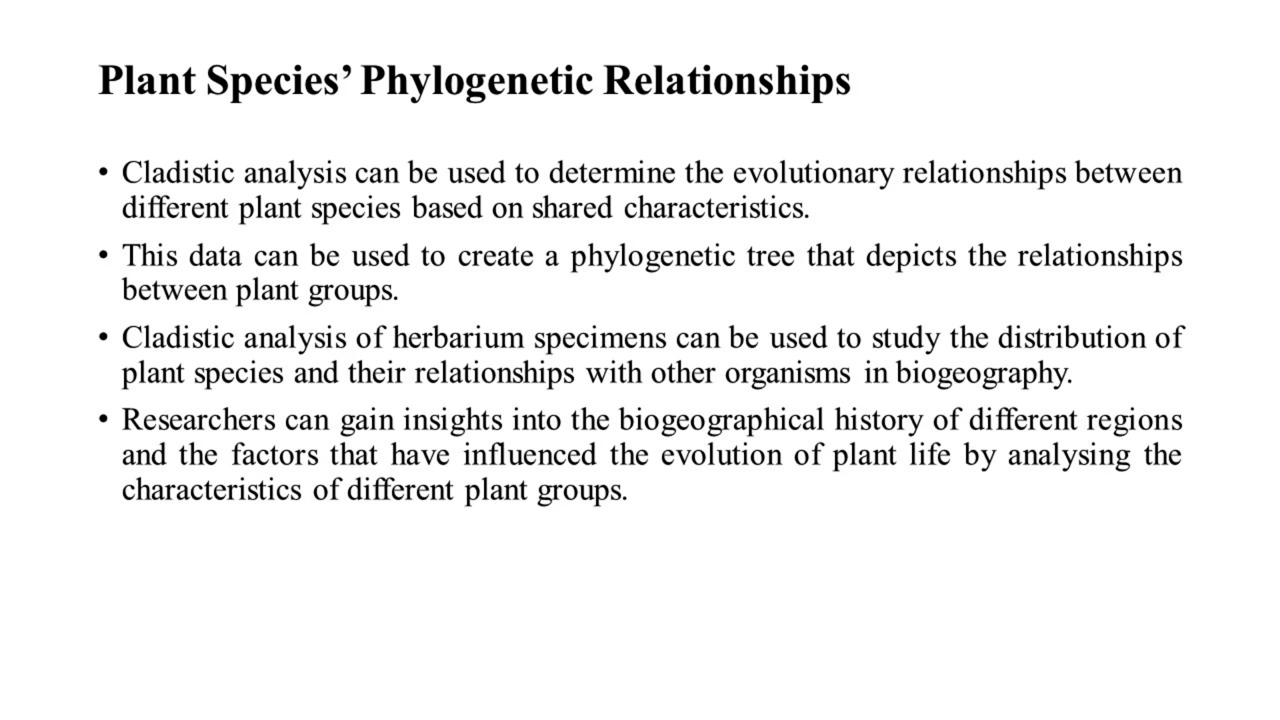 Plant Species’ Phylogenetic Relationships
• Cladistic analysis can be used to determine the evolutionary relationships between
different plant species based on shared characteristics.
• This data can be used to create a phylogenetic tree that depicts the relationships
between plant groups.
• Cladistic analysis of herbarium specimens can be used to study the distribution of
plant species and their relationships with other organisms in biogeography.
• Researchers can gain insights into the biogeographical history of different regions
and the factors that have influenced the evolution of plant life by analysing the
characteristics of different plant groups.